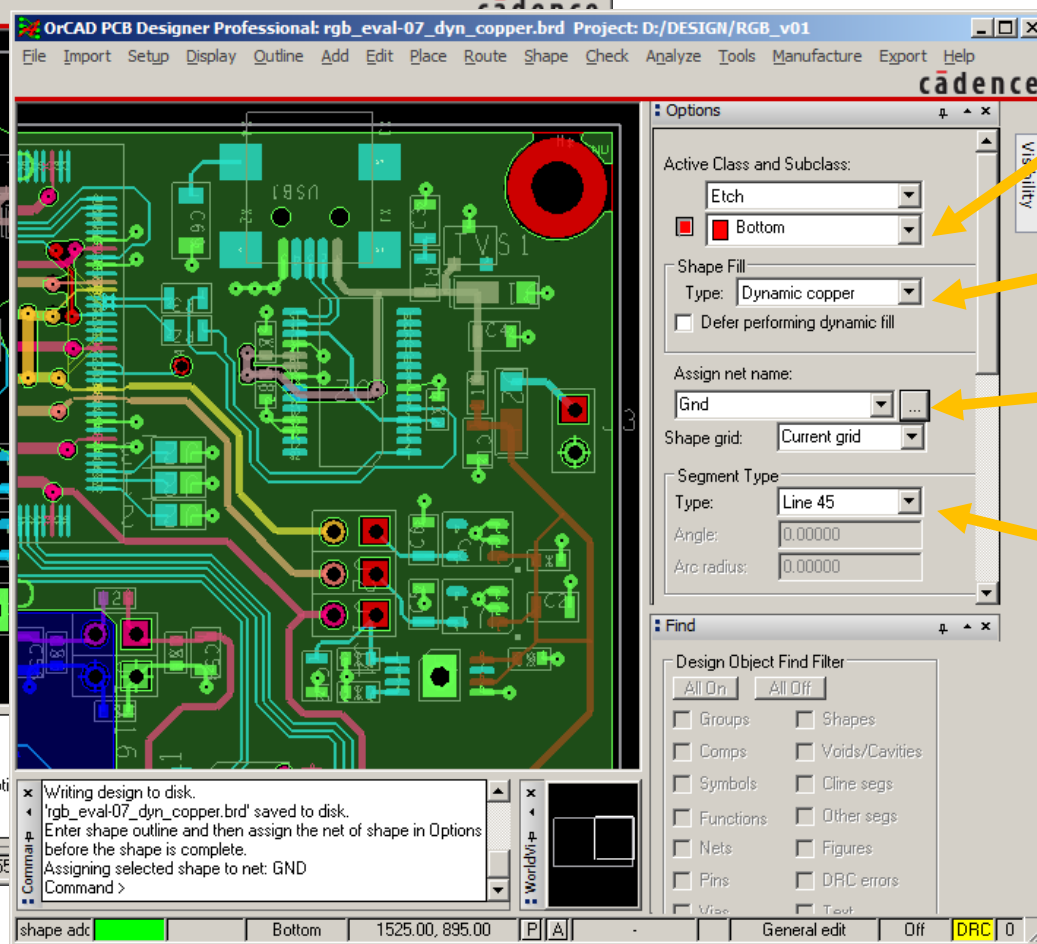 cādence
OrCAD PCB Designer Professional: rgb_eval-07_dyn_copper.brd Project: D:/DESIGN/RGB_v01
File Import Setup Display Outline Add Edit Place Route Shape Check Analyze Tools Manufacture Export Help
cādence
Options
Visibility
Active Class and Subclass:
Etch
Bottom
Shape Fill
Type: Dynamic copper
Defer performing dynamic fill
Assign net name:
Gnd ...
Shape grid: Current grid
Segment Type
Type: Line 45
Angle: 0.00000
Arc radius: 0.00000
Find
Design Object Find Filter
All On All Off
Groups Shapes
Comps Voids/Cavities
Symbols Cline segs
Functions Other segs
Nets Figures
Pins DRC errors
Vias Text
USB1
TVS1
Writing design to disk.
'rgb_eval-07_dyn_copper.brd' saved to disk.
Enter shape outline and then assign the net of shape in Options
before the shape is complete.
Assigning selected shape to net: GND
Command >
WorldVi
Command
shape add Bottom 1525.00, 895.00 P A - General edit Off DRC 0